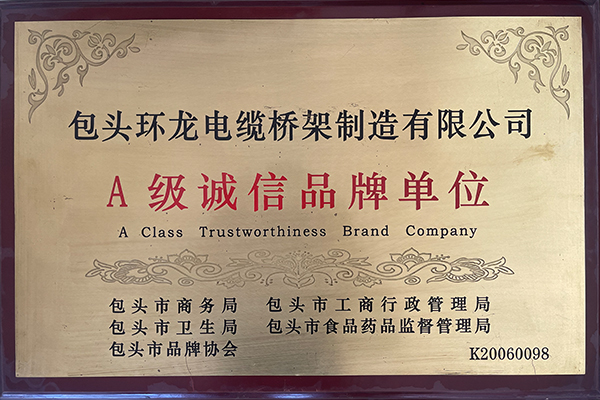 包头环龙电缆桥架制造有限公司
A 级诚信品牌单位
A Class Trustworthiness Brand Company
包头市商务局 包头市工商行政管理局
包头市卫生局 包头市食品药品监督管理局
包头市品牌协会
K20060098